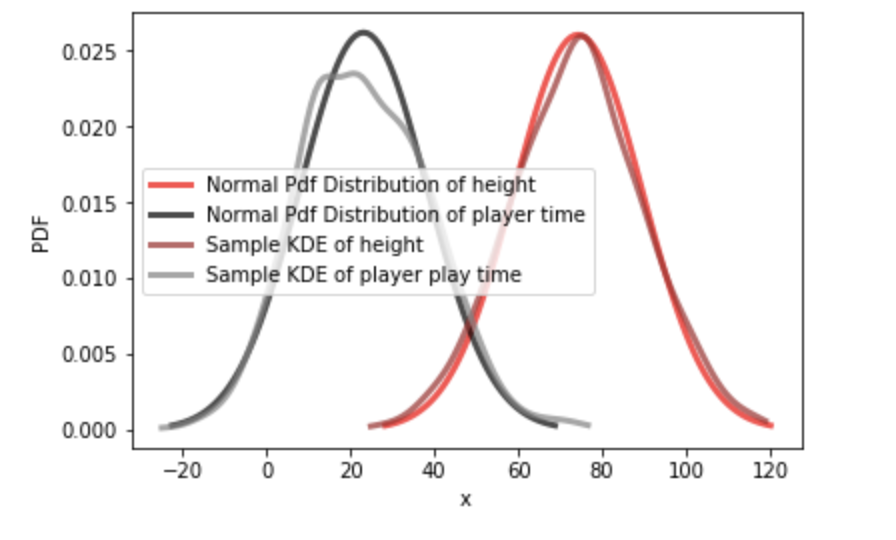 0.025
0.020
0.015
0.010
0.005
0.000
PDF
Normal Pdf Distribution of height
Normal Pdf Distribution of player time
Sample KDE of height
Sample KDE of player play time
−20 0 20 40 60 80 100 120
x